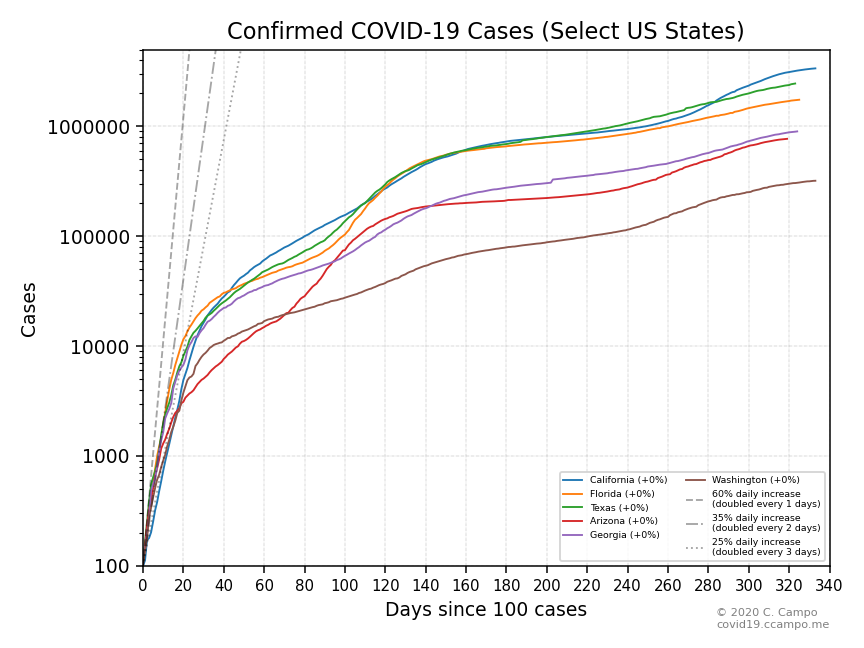 Confirmed COVID-19 Cases (Select US States)
Cases
1000000
100000
10000
1000
100
0 20 40 60 80 100 120 140 160 180 200 220 240 260 280 300 320 340
Days since 100 cases
California (+0%)
Florida (+0%)
Texas (+0%)
Arizona (+0%)
Georgia (+0%)
Washington (+0%)
60% daily increase
(doubled every 1 days)
35% daily increase
(doubled every 2 days)
25% daily increase
(doubled every 3 days)
© 2020 C. Campo
covid19.ccampo.me